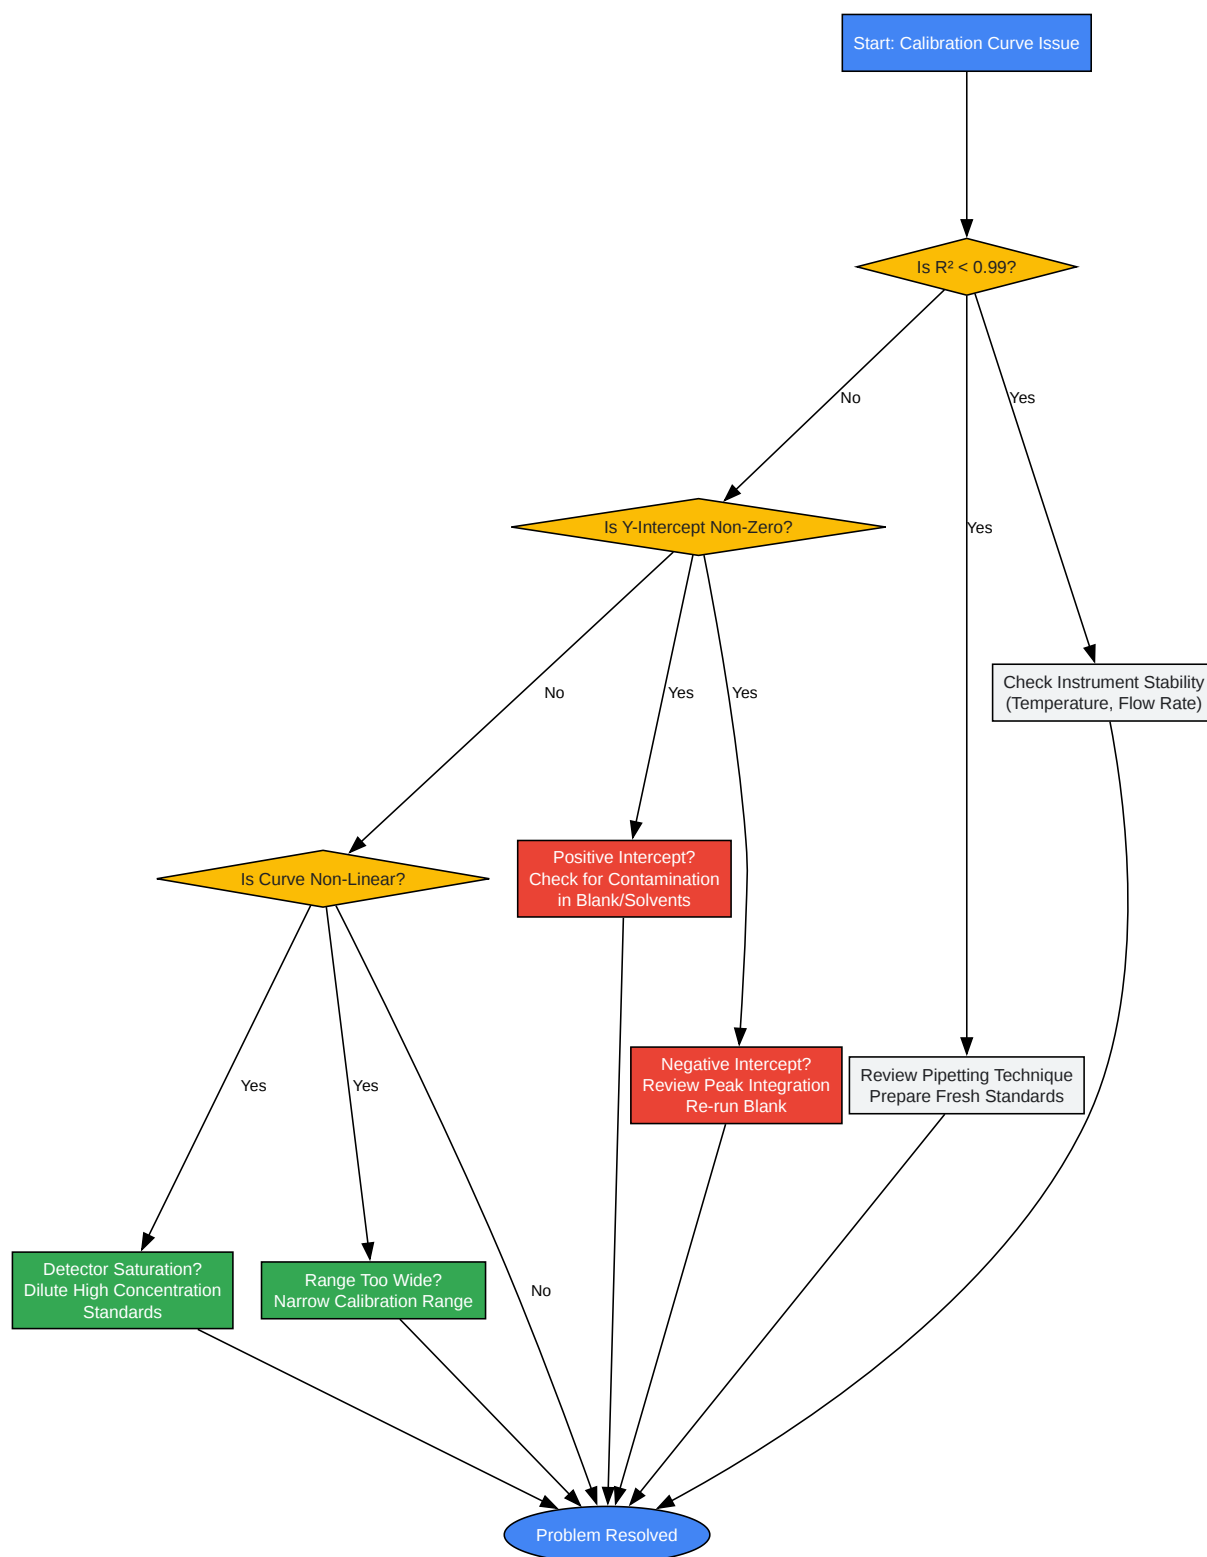 Start: Calibration Curve Issue
Is R² < 0.99?
No
Yes
Is Y-Intercept Non-Zero?
Yes
Check Instrument Stability
(Temperature, Flow Rate)
No
Yes
Yes
Positive Intercept?
Check for Contamination
in Blank/Solvents
Is Curve Non-Linear?
Negative Intercept?
Review Peak Integration
Re-run Blank
Review Pipetting Technique
Prepare Fresh Standards
Yes
Yes
Detector Saturation?
Dilute High Concentration
Standards
Range Too Wide?
Narrow Calibration Range
No
Problem Resolved